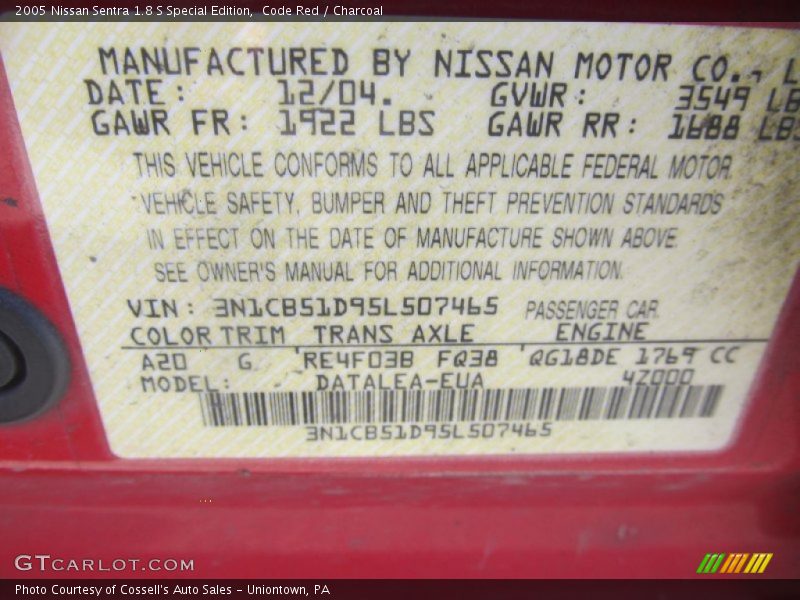 2005 Nissan Sentra 1.8 S Special Edition, Code Red / Charcoal
MANUFACTURED BY NISSAN MOTOR CO., L
DATE: 12/04. GVWR: 3549 LB
GAWR FR: 1922 LBS GAWR RR: 1688 LBS
THIS VEHICLE CONFORMS TO ALL APPLICABLE FEDERAL MOTOR
VEHICLE SAFETY, BUMPER AND THEFT PREVENTION STANDARDS
IN EFFECT ON THE DATE OF MANUFACTURE SHOWN ABOVE.
SEE OWNER'S MANUAL FOR ADDITIONAL INFORMATION.
VIN: 3N1CB51D95L507465 PASSENGER CAR
COLOR TRIM TRANS AXLE ENGINE
A20 G RE4F03B FQ38 QG18DE 1769 CC
MODEL: DATALEA-EUA 4Z000
3N1CB51D95L507465
GTCARLOT.COM
Photo Courtesy of Cossell's Auto Sales - Uniontown, PA